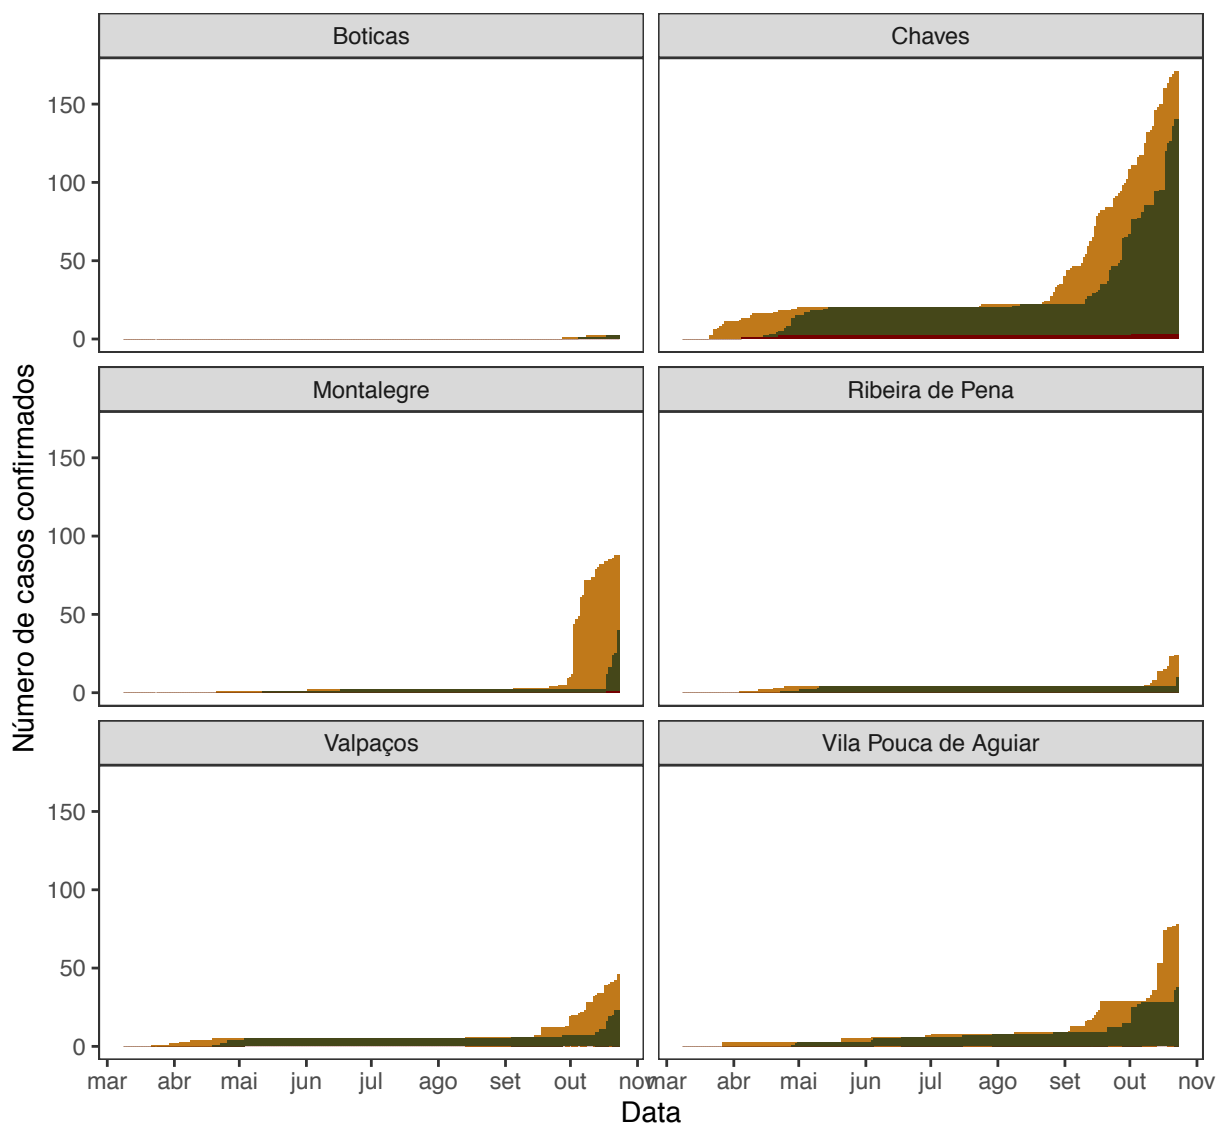 Boticas
Chaves
150
100
50
0
Montalegre
Ribeira de Pena
150
100
50
0
Valpaços
Vila Pouca de Aguiar
150
100
50
0
mar abr mai jun jul ago set out nov
mar abr mai jun jul ago set out nov
Data
Número de casos confirmados